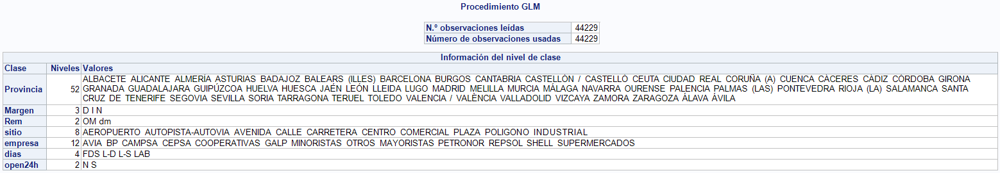 Procedimiento GLM
N.º observaciones leídas 44229
Número de observaciones usadas 44229
Información del nivel de clase
Clase Niveles Valores
Provincia 52 ALBACETE ALICANTE ALMERÍA ASTURIAS BADAJOZ BALEARS (ILLES) BARCELONA BURGOS CANTABRIA CASTELLÓN / CASTELLÓ CEUTA CIUDAD REAL CORUÑA (A) CUENCA CÁCERES CÁDIZ CÓRDOBA GIRONA
GRANADA GUADALAJARA GUIPÚZCOA HUELVA HUESCA JAÉN LEÓN LLEIDA LUGO MADRID MELILLA MURCIA MÁLAGA NAVARRA OURENSE PALENCIA PALMAS (LAS) PONTEVEDRA RIOJA (LA) SALAMANCA SANTA
CRUZ DE TENERIFE SEGOVIA SEVILLA SORIA TARRAGONA TERUEL TOLEDO VALENCIA / VALÈNCIA VALLADOLID VIZCAYA ZAMORA ZARAGOZA ÁLAVA ÁVILA
Margen 3 D I N
Rem 2 OM dm
sitio 8 AEROPUERTO AUTOPISTA-AUTOVIA AVENIDA CALLE CARRETERA CENTRO COMERCIAL PLAZA POLIGONO INDUSTRIAL
empresa 12 AVIA BP CAMPSA CEPSA COOPERATIVAS GALP MINORISTAS OTROS MAYORISTAS PETRONOR REPSOL SHELL SUPERMERCADOS
dias 4 FDS L-D L-S LAB
open24h 2 N S